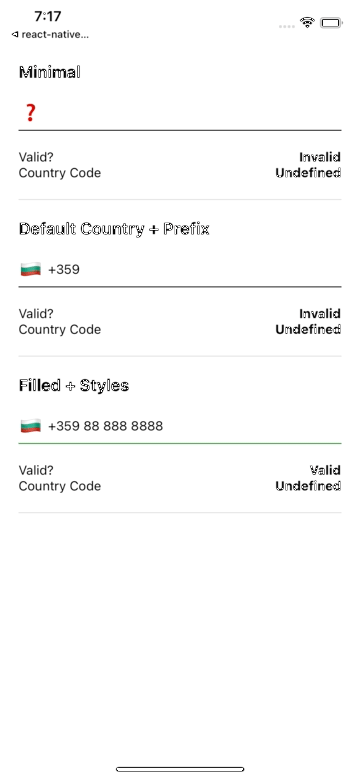 7:17
react-native...
Minimal
?
Valid? Invalid
Country Code Undefined
Default Country + Prefix
+359
Valid? Invalid
Country Code Undefined
Filled + Styles
+359 88 888 8888
Valid? Valid
Country Code Undefined